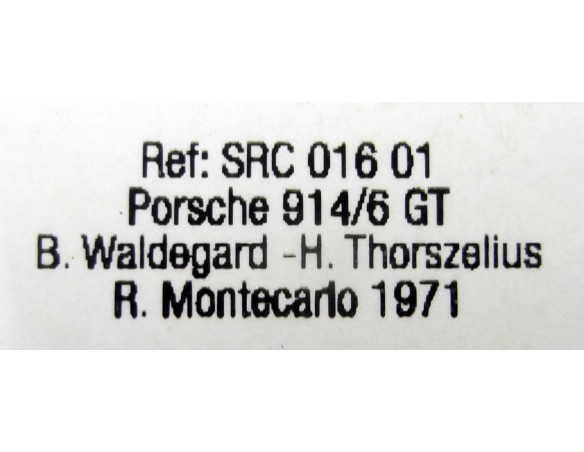 Ref: SRC 016 01
Porsche 914/6 GT
B. Waldegard -H. Thorszelius
R. Montecarlo 1971